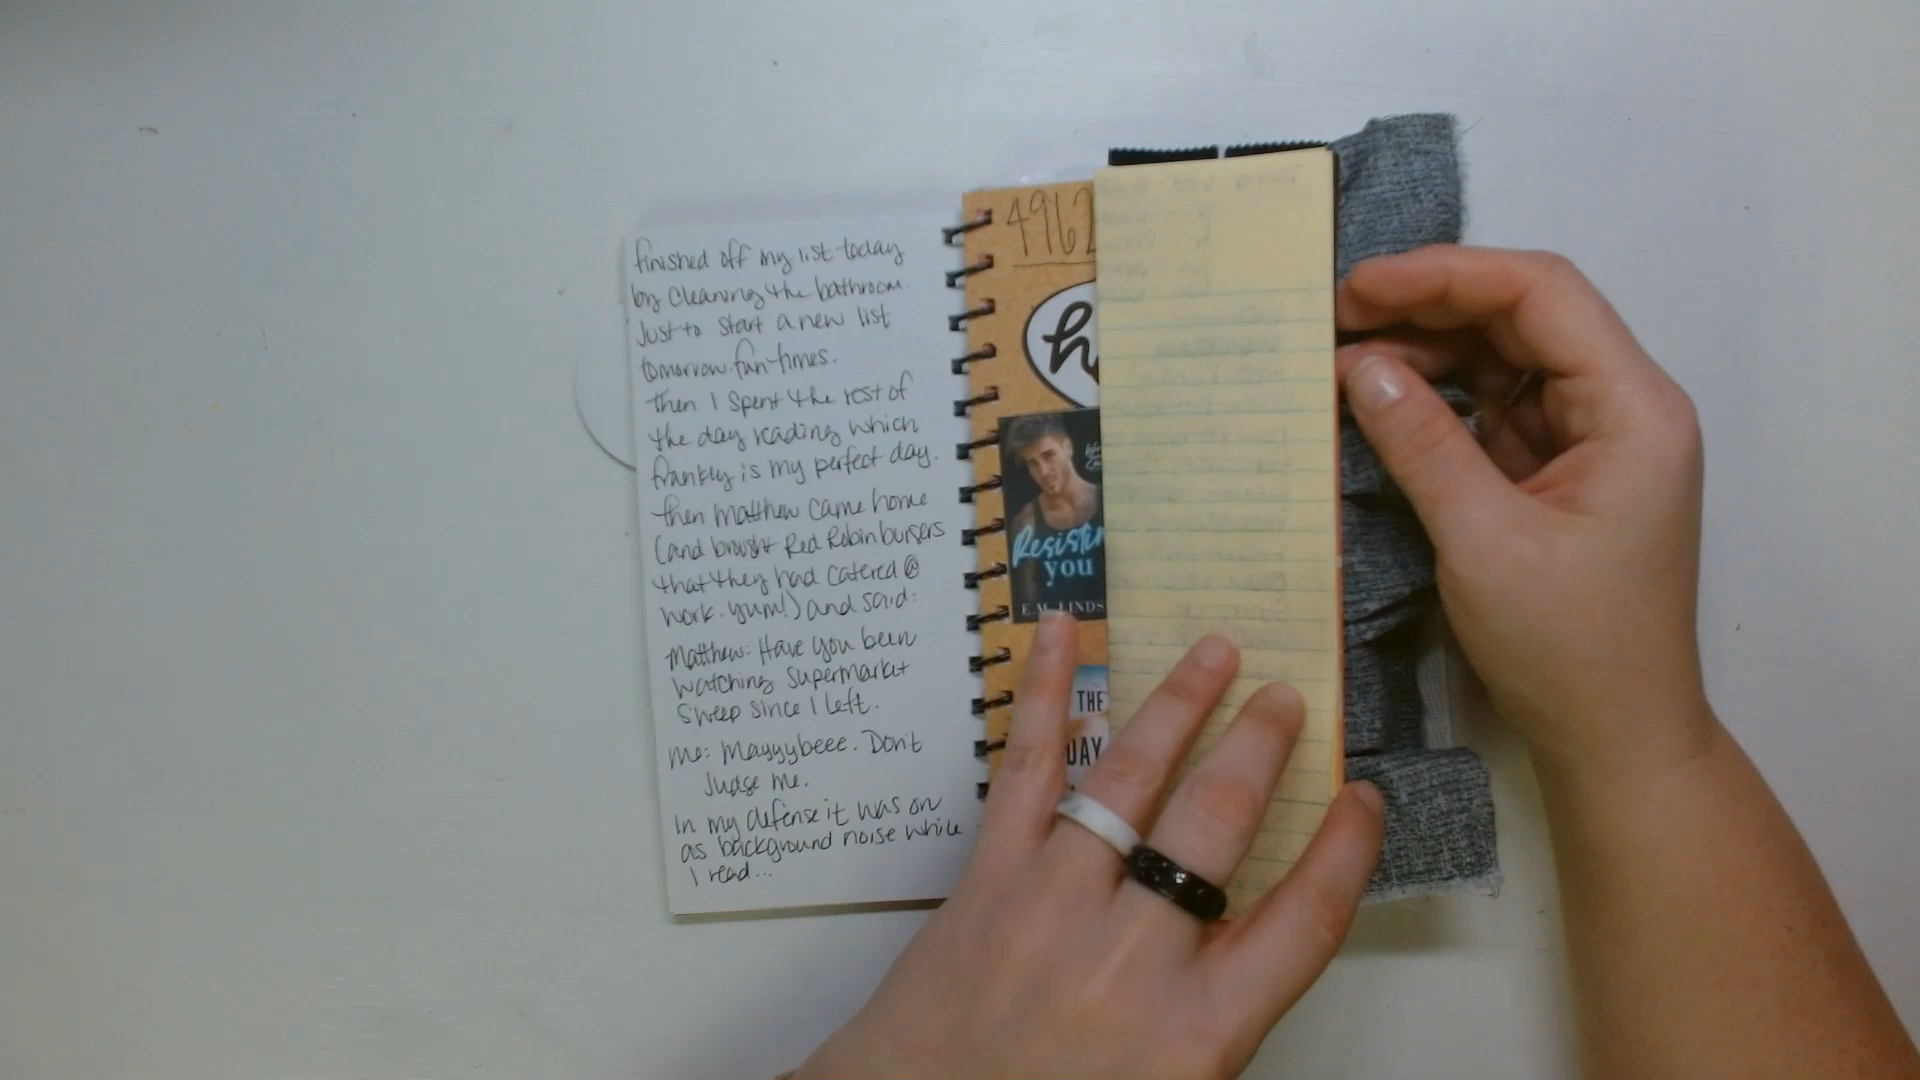 finished off my list today
by cleaning the bathroom.
Just to start a new list
tomorrow. fun times.
Then I spent the rest of
the day reading which
frankly is my perfect day.
Then Matthew came home
(and brought Red Robin burgers
that they had catered @
work. yum!) and said:
Matthew: Have you been
watching Supermarket
Sweep since I left.
Me: Mayyybeee. Don't
Judge me.
In my defense it was on
as background noise while
I read...
4962
h
Resistin
you
E.M. LINDS
THE
DAY